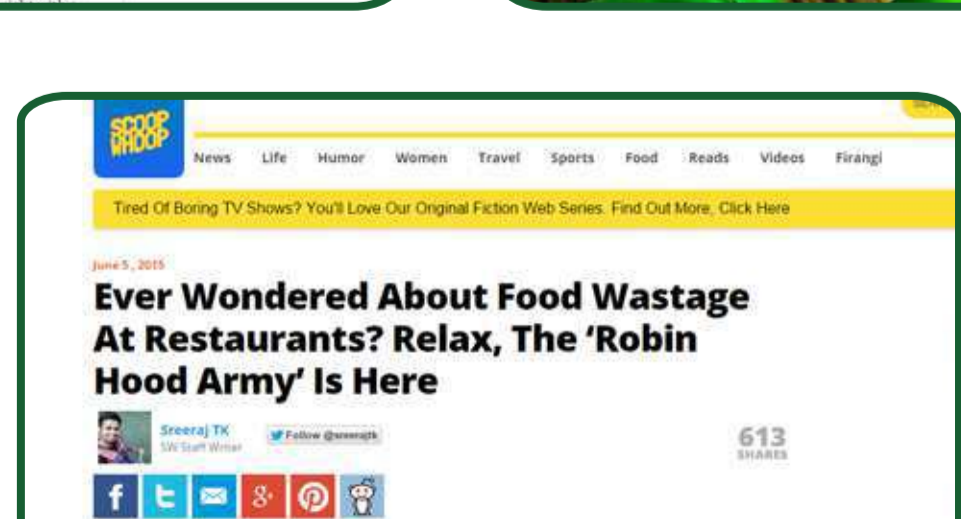 SCOOP
WHOOP
News Life Humor Women Travel Sports Food Reads Videos Firangi
Tired Of Boring TV Shows? You'll Love Our Original Fiction Web Series. Find Out More, Click Here
June 5, 2015
Ever Wondered About Food Wastage
At Restaurants? Relax, The ‘Robin
Hood Army’ Is Here
Sreeraj TK
SW Staff Writer
Follow @sreerajtk
613
SHARES